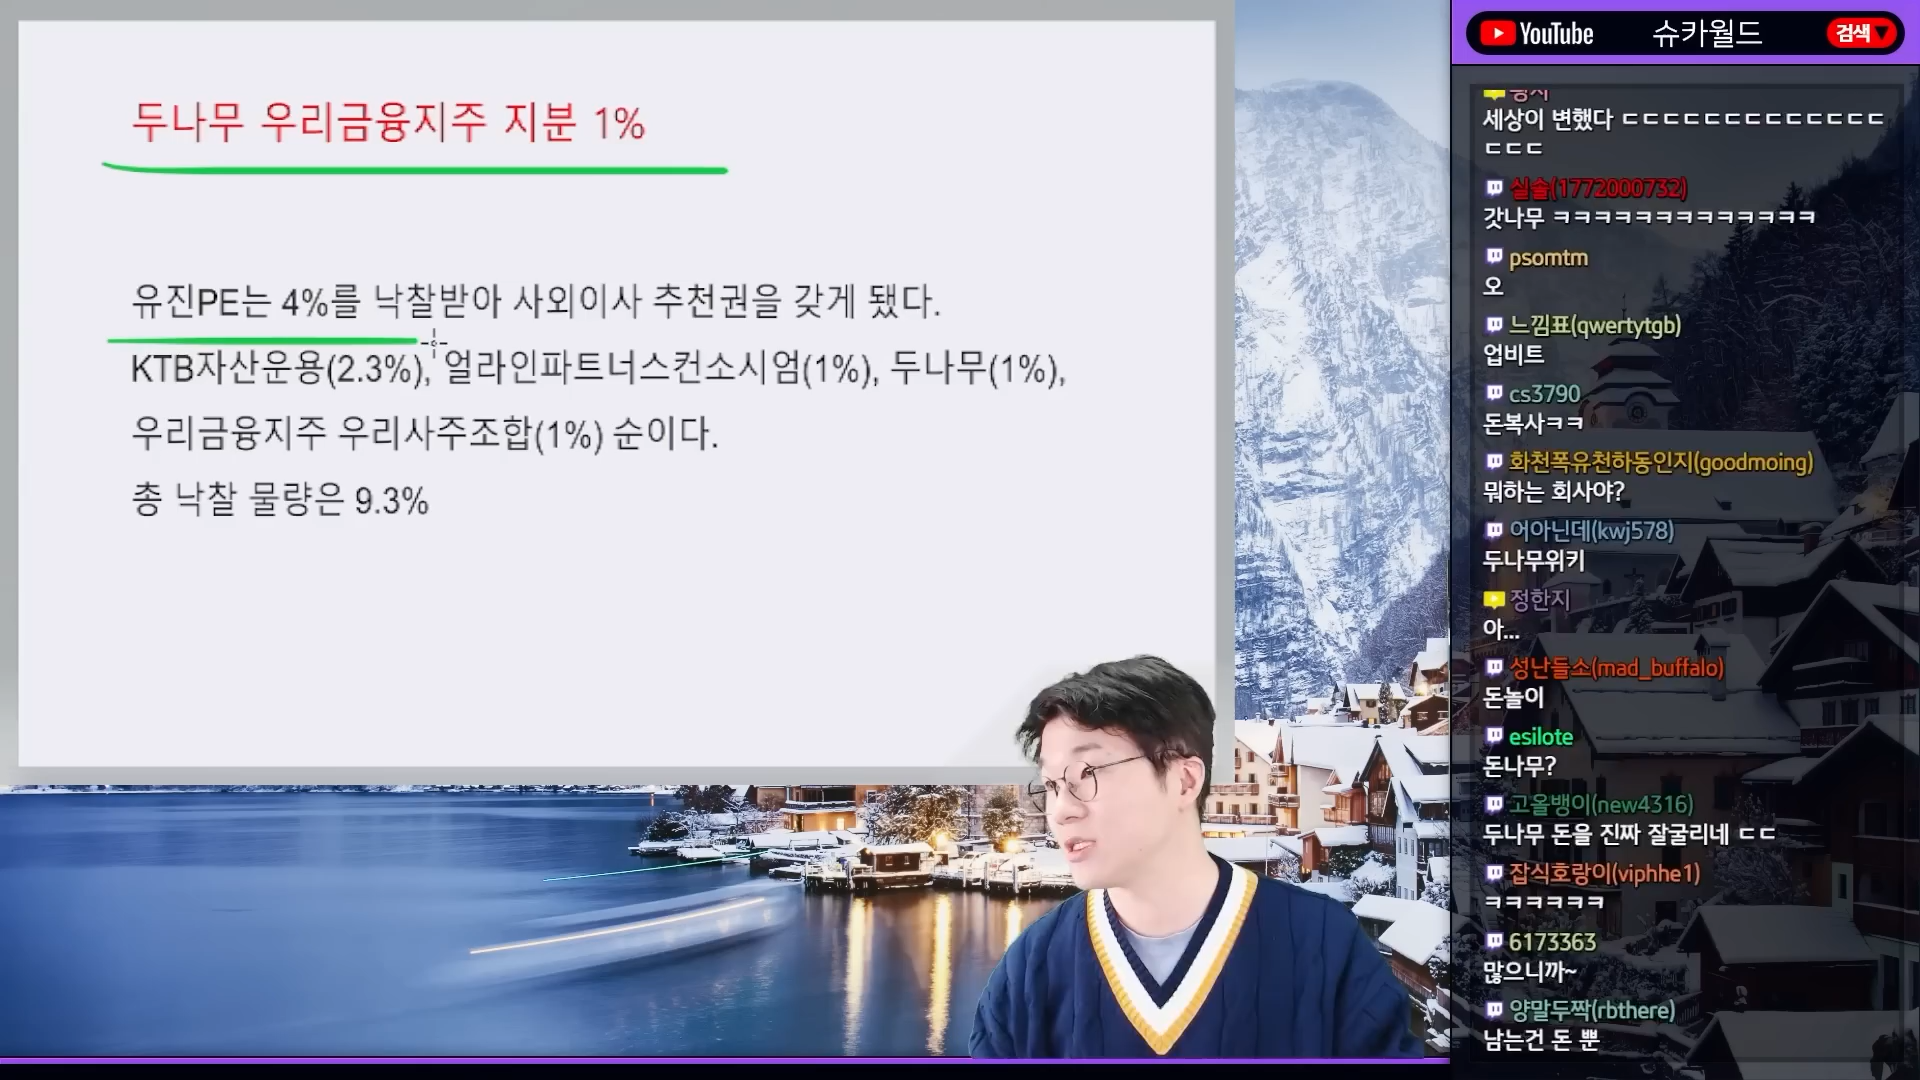 두나무 우리금융지주 지분 1%
유진PE는 4%를 낙찰받아 사외이사 추천권을 갖게 됐다.
KTB자산운용(2.3%), 얼라인파트너스컨소시엄(1%), 두나무(1%),
우리금융지주 우리사주조합(1%) 순이다.
총 낙찰 물량은 9.3%
YouTube 슈카월드 검색▼
세상이 변했다 ㄷㄷㄷㄷㄷㄷㄷㄷㄷㄷㄷㄷㄷ
ㄷㄷㄷ
실솔(1772000732)
갓나무 ㅋㅋㅋㅋㅋㅋㅋㅋㅋㅋㅋㅋㅋ
psomtm
오
느낌표(qwertytgb)
업비트
cs3790
돈복사ㅋㅋ
화천폭유천하동인지(goodmoing)
뭐하는 회사야?
어아닌데(kwj578)
두나무위키
정한지
아...
성난들소(mad_buffalo)
돈놀이
esilote
돈나무?
고올뱅이(new4316)
두나무 돈을 진짜 잘굴리네 ㄷㄷ
잡식호랑이(viphhe1)
ㅋㅋㅋㅋㅋㅋ
6173363
많으니까~
양말두짝(rbthere)
남는건 돈 뿐